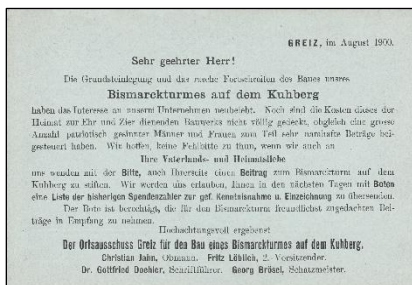 GREIZ, im August 1900.
Sehr geehrter Herr!
Die Grundsteinlegung und das rasche Fortschreiten des Baues unsres
Bismarckturmes auf dem Kuhberg
haben das Interesse an unserm Unternehmen neubelebt. Noch sind die Kosten dieses der
Heimat zur Ehr und Zier dienenden Bauwerks nicht völlig gedeckt, obgleich eine grosse
Anzahl patriotisch gesinnter Männer und Frauen zum Teil sehr namhafte Beträge bei-
gesteuert haben. Wir hoffen, keine Fehlbitte zu thun, wenn wir auch an
Ihre Vaterlands- und Heimatsliebe
uns wenden mit der Bitte, auch Ihrerseits einen Beitrag zum Bismarckturm auf dem
Kuhberg zu stiften. Wir werden uns erlauben, Ihnen in den nächsten Tagen mit Boten
eine Liste der bisherigen Spendenzahler zur gef. Kenntnisnahme u. Einzeichnung zu übersenden.
Der Bote ist berechtigt, die für den Bismarckturm freundlichst zugedachten Bei-
träge in Empfang zu nehmen.
Hochachtungsvoll ergebenst
Der Ortsausschuss Greiz für den Bau eines Bismarckturmes auf dem Kuhberg.
Christian Jahn, Obmann. Fritz Löblich, 2. Vorsitzender.
Dr. Gottfried Doehler, Schriftführer. Georg Brösel, Schatzmeister.